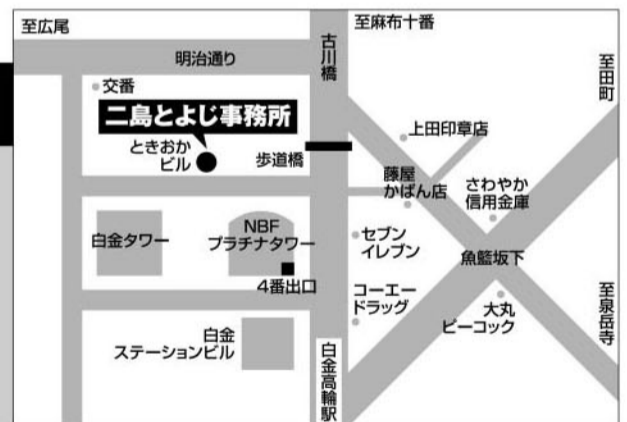 至広尾
至麻布十番
古川橋
明治通り
至田町
交番
二島とよじ事務所
ときおか
ビル
歩道橋
上田印章店
藤屋
かばん店
さわやか
信用金庫
白金タワー
NBF
プラチナタワー
セブン
イレブン
魚籃坂下
4番出口
コーエー
ドラッグ
大丸
ピーコック
至泉岳寺
白金
ステーションビル
白金高輪駅